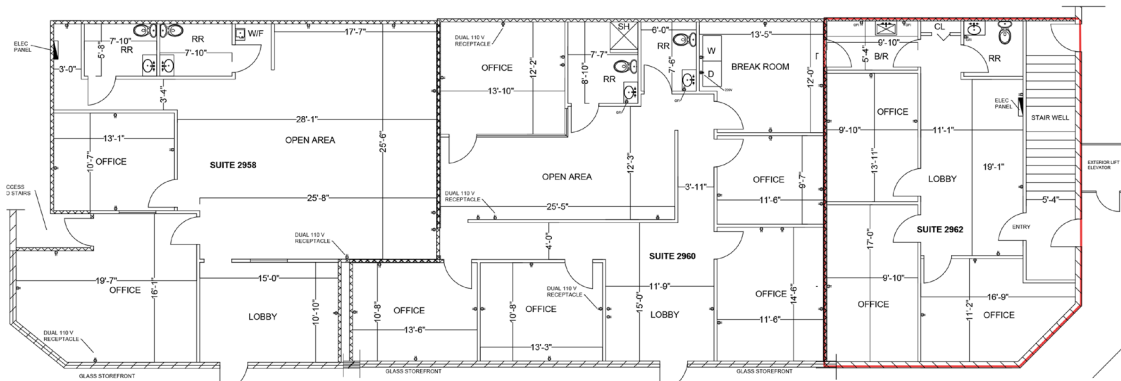 ELEC
PANEL
7'-10"
5'-8"
RR
RR
7'-10"
W/F
17'-7"
3'-0"
3'-4"
28'-1"
OPEN AREA
25'-6"
SUITE 2958
13'-1"
OFFICE
10'-7"
25'-8"
DUAL 110 V
RECEPTACLE
19'-7"
OFFICE
16'-1"
15'-0"
LOBBY
10'-10"
DUAL 110 V
RECEPTACLE
GLASS STOREFRONT
DUAL 110 V
RECEPTACLE
OFFICE
12'-2"
13'-10"
SH
7'-7"
8'-10"
RR
6'-0"
RR
7'-6"
W
D
13'-5"
BREAK ROOM
12'-0"
OPEN AREA
12'-3"
DUAL 110 V
RECEPTACLE
25'-5"
3'-11"
OFFICE
9'-7"
11'-6"
4'-0"
SUITE 2960
10'-8"
OFFICE
13'-6"
10'-8"
OFFICE
13'-3"
DUAL 110 V
RECEPTACLE
11'-9"
15'-0"
LOBBY
OFFICE
14'-6"
11'-6"
GLASS STOREFRONT
GLASS STOREFRONT
9'-10"
5'-4"
B/R
CL
RR
ELEC
PANEL
STAIR WELL
OFFICE
9'-10"
13'-11"
11'-1"
19'-1"
LOBBY
5'-4"
ENTRY
SUITE 2962
17'-0"
9'-10"
OFFICE
11'-2"
16'-9"
OFFICE
EXTERIOR LIFT
ELEVATOR